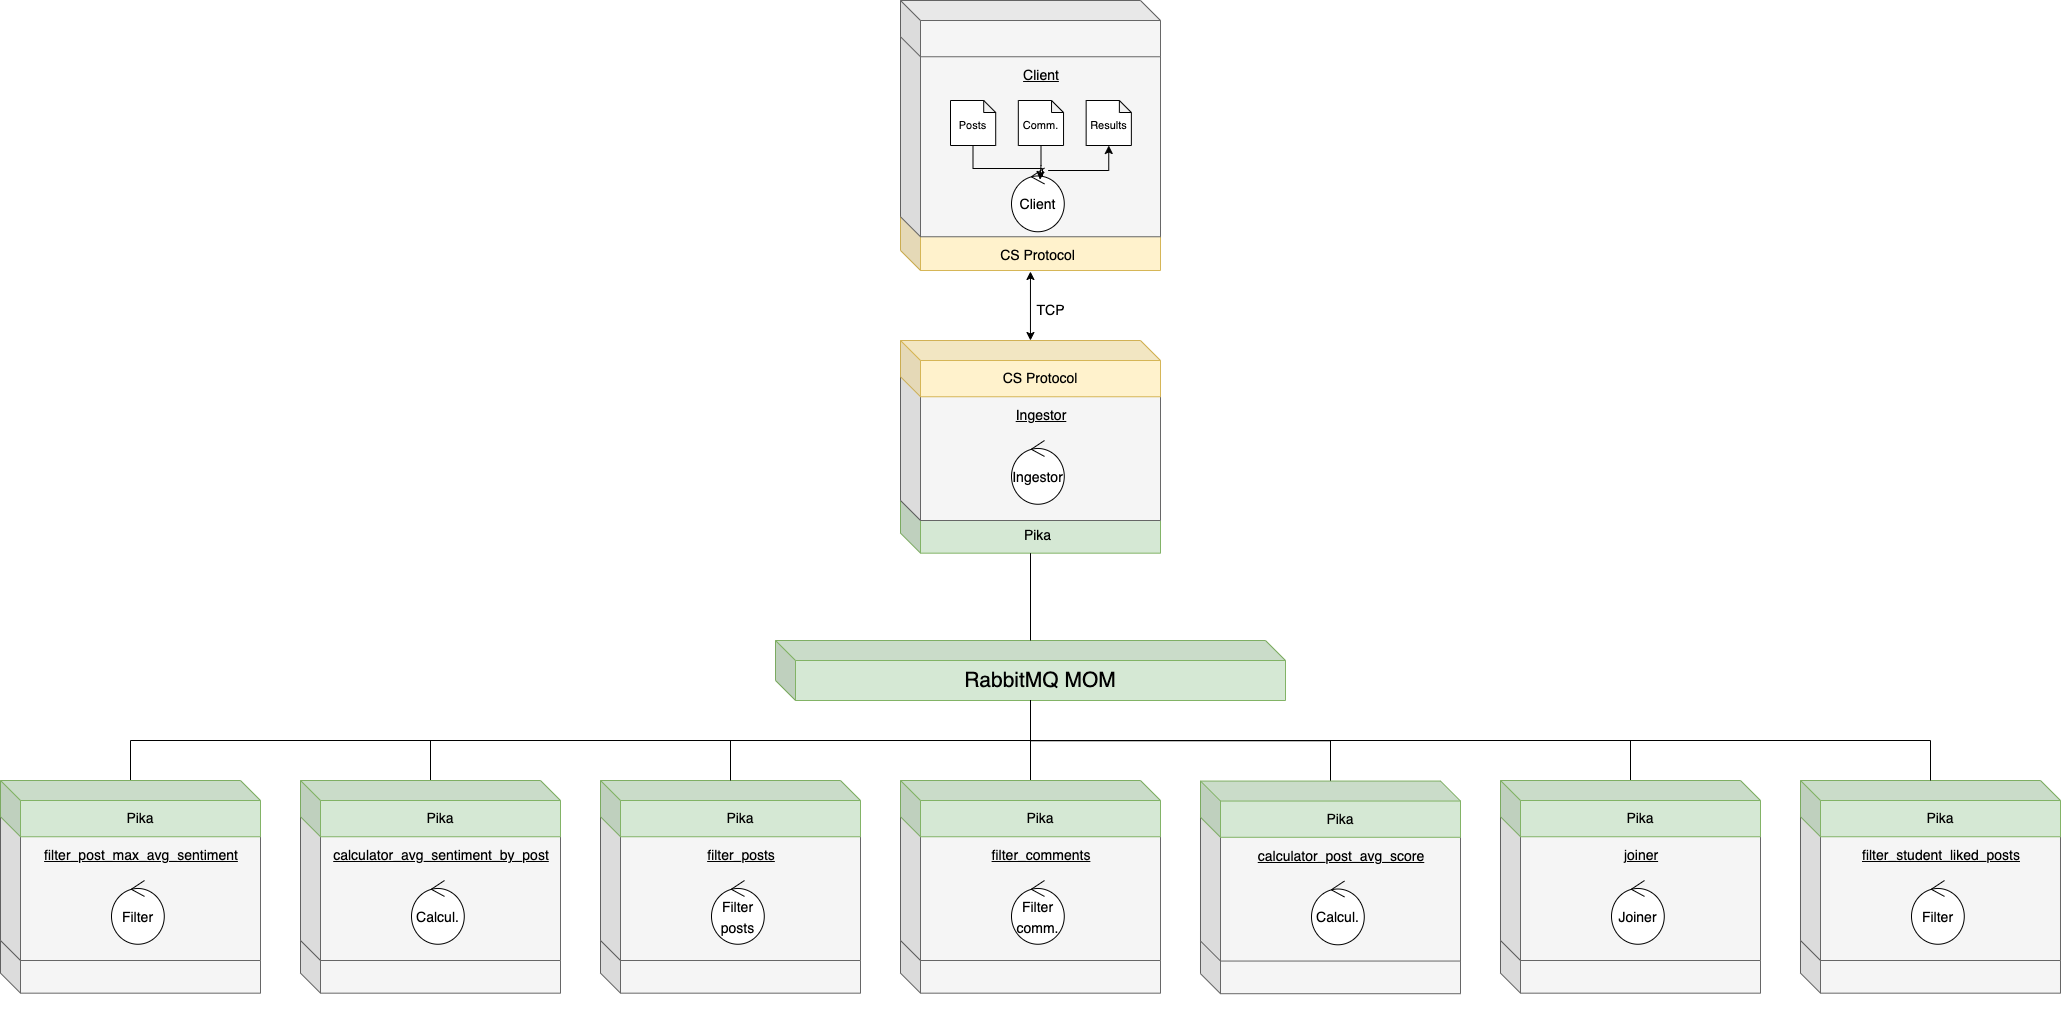 Client
Posts
Comm.
Results
Client
CS Protocol
TCP
CS Protocol
Ingestor
Ingestor
Pika
RabbitMQ MOM
Pika
filter_post_max_avg_sentiment
Filter
Pika
calculator_avg_sentiment_by_post
Calcul.
Pika
filter_posts
Filter
posts
Pika
filter_comments
Filter
comm.
Pika
calculator_post_avg_score
Calcul.
Pika
joiner
Joiner
Pika
filter_student_liked_posts
Filter